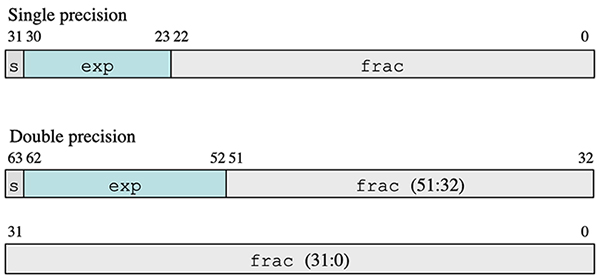 Single precision
31 30 23 22 0
s exp frac
Double precision
63 62 52 51 32
s exp frac (51:32)
31 0
frac (31:0)